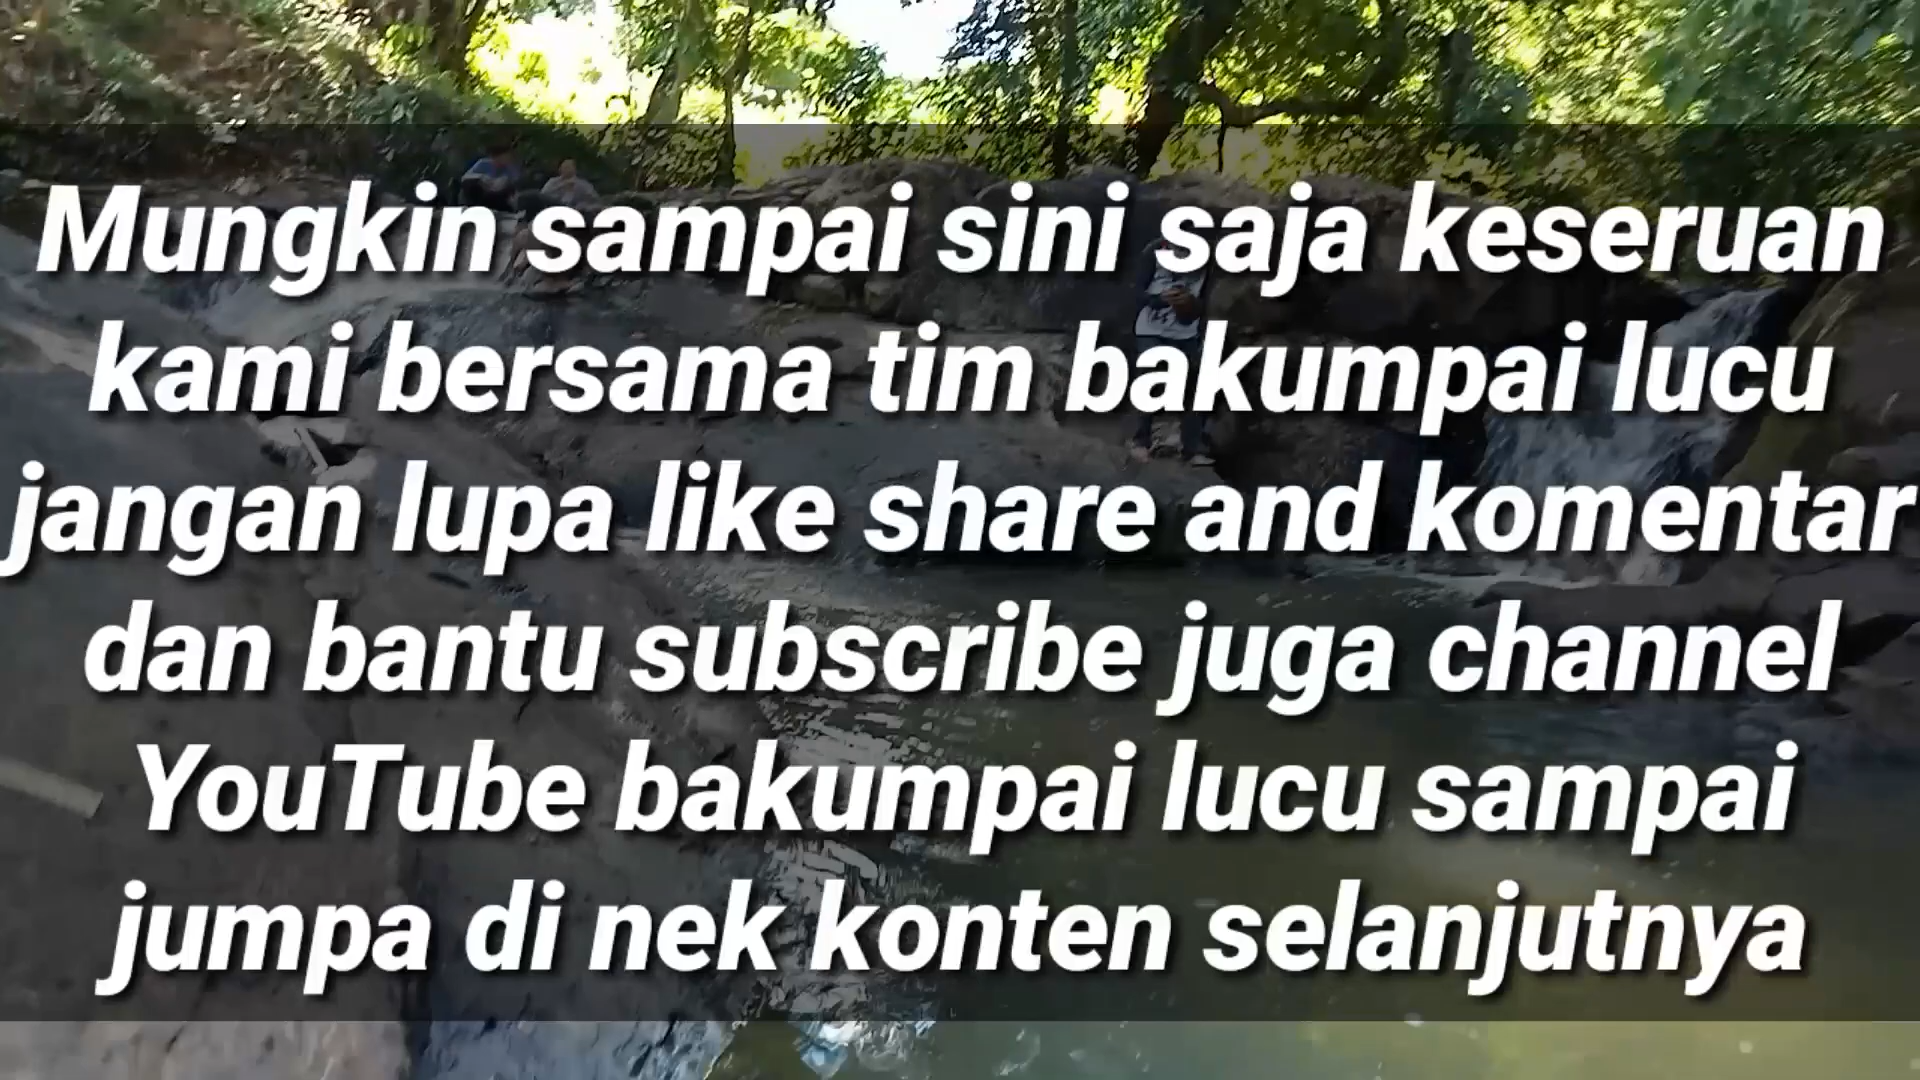 Mungkin sampai sini saja keseruan
kami bersama tim bakumpai lucu
jangan lupa like share and komentar
dan bantu subscribe juga channel
YouTube bakumpai lucu sampai
jumpa di nek konten selanjutnya